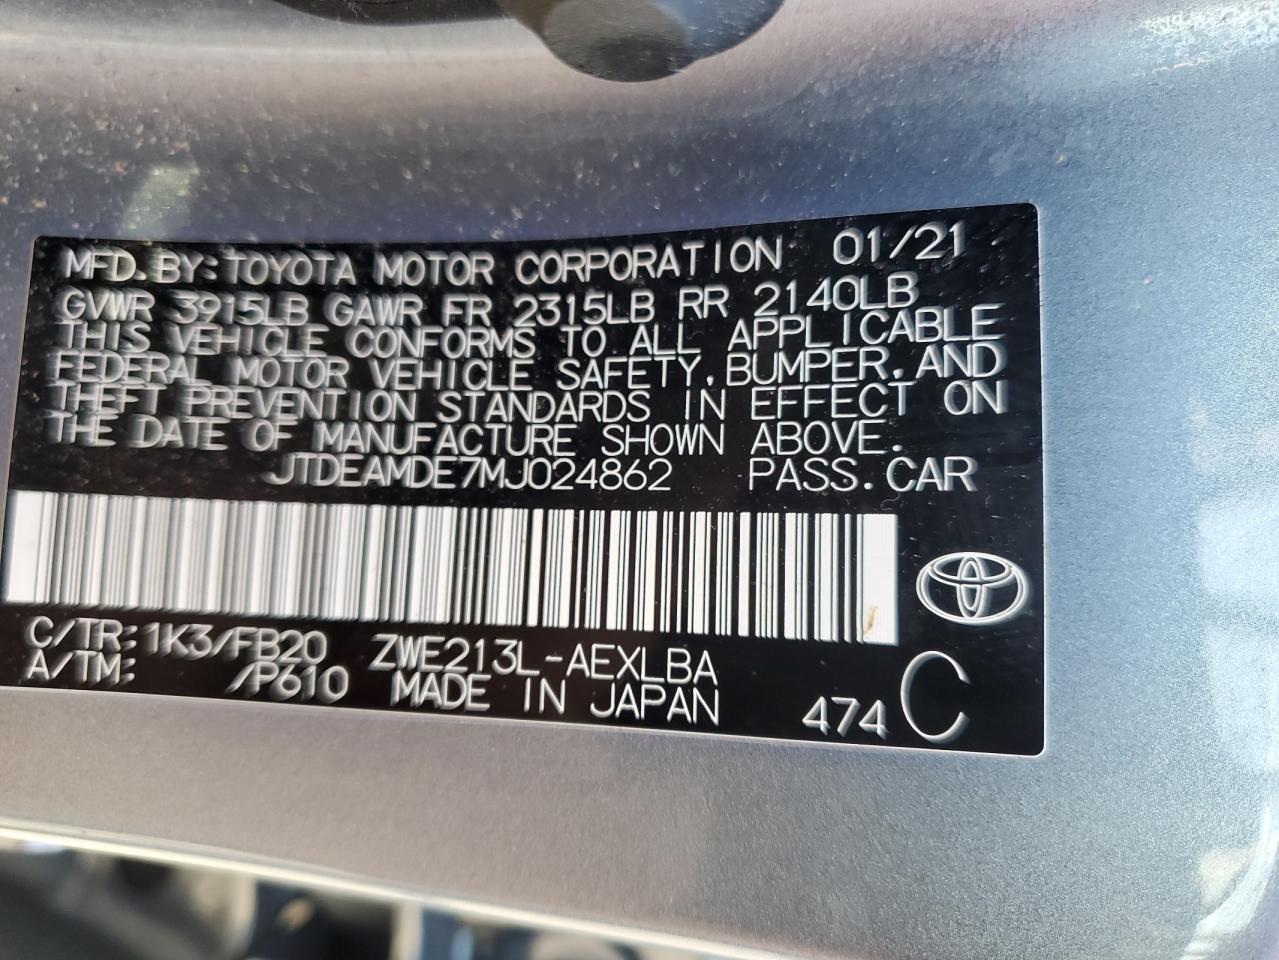 MFD. BY: TOYOTA MOTOR CORPORATION 01/21
GVWR 3915LB GAWR FR 2315LB RR 2140LB
THIS VEHICLE CONFORMS TO ALL APPLICABLE
FEDERAL MOTOR VEHICLE SAFETY, BUMPER, AND
THEFT PREVENTION STANDARDS IN EFFECT ON
THE DATE OF MANUFACTURE SHOWN ABOVE.
JTDEAMDE7MJ024862 PASS. CAR
C/TR: 1K3/FB20 ZWE213L-AEXLBA
A/TM: /P610 MADE IN JAPAN 474 C